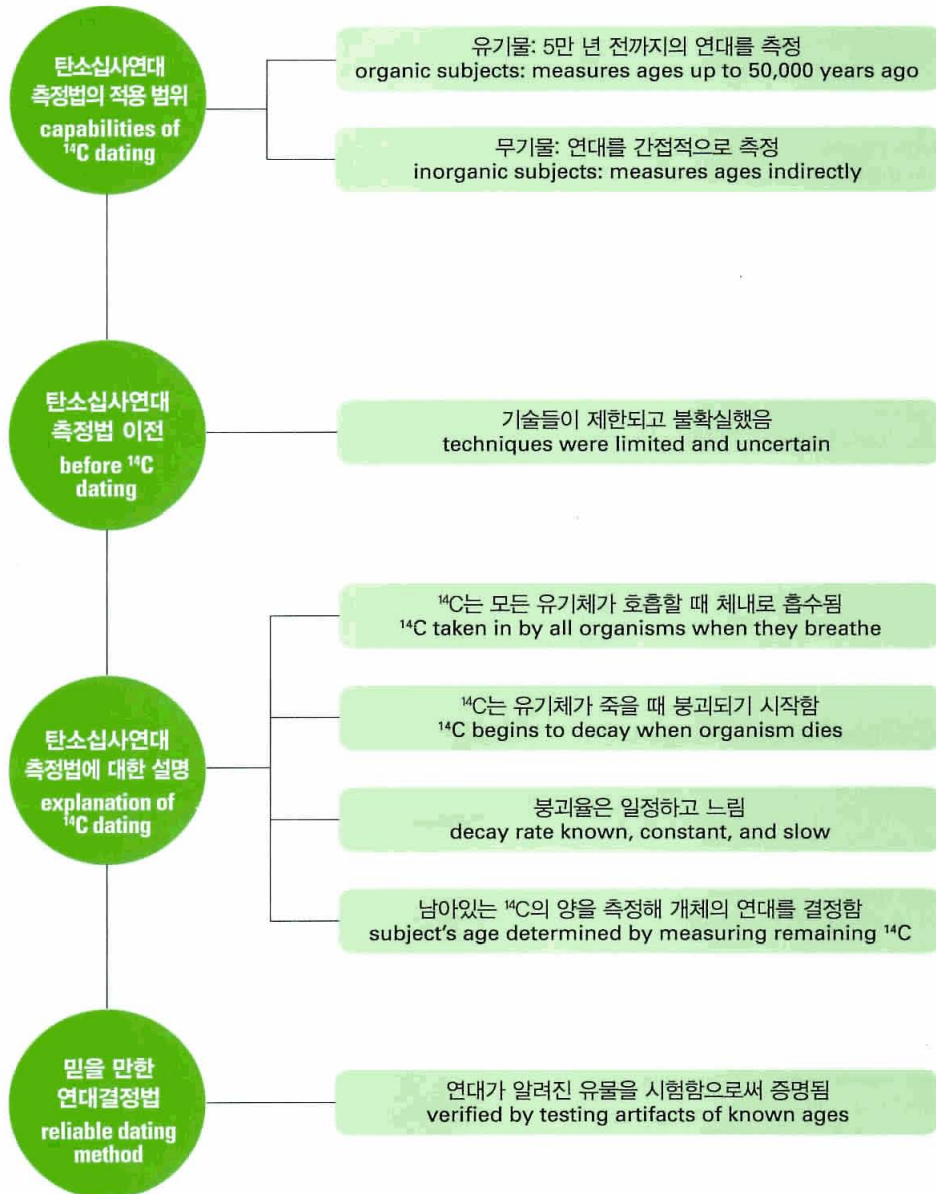 탄소십사연대
측정법의 적용 범위
capabilities of
¹⁴C dating
유기물: 5만 년 전까지의 연대를 측정
organic subjects: measures ages up to 50,000 years ago
무기물: 연대를 간접적으로 측정
inorganic subjects: measures ages indirectly
탄소십사연대
측정법 이전
before ¹⁴C
dating
기술들이 제한되고 불확실했음
techniques were limited and uncertain
탄소십사연대
측정법에 대한 설명
explanation of
¹⁴C dating
¹⁴C는 모든 유기체가 호흡할 때 체내로 흡수됨
¹⁴C taken in by all organisms when they breathe
¹⁴C는 유기체가 죽을 때 붕괴되기 시작함
¹⁴C begins to decay when organism dies
붕괴율은 일정하고 느림
decay rate known, constant, and slow
남아있는 ¹⁴C의 양을 측정해 개체의 연대를 결정함
subject's age determined by measuring remaining ¹⁴C
믿을 만한
연대결정법
reliable dating
method
연대가 알려진 유물을 시험함으로써 증명됨
verified by testing artifacts of known ages